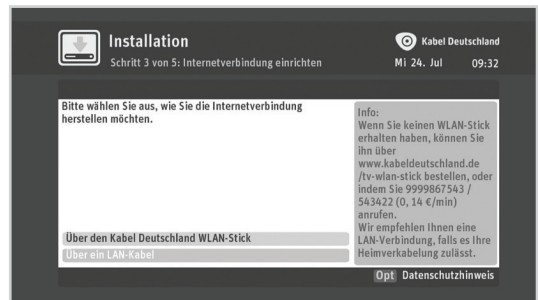 Installation
Kabel Deutschland
Schritt 3 von 5: Internetverbindung einrichten
Mi 24. Jul 09:32
Bitte wählen Sie aus, wie Sie die Internetverbindung
herstellen möchten.
Info:
Wenn Sie keinen WLAN-Stick
erhalten haben, können Sie
ihn über
www.kabeldeutschland.de
/tv-wlan-stick bestellen, oder
indem Sie 9999867543 /
543422 (0, 14 €/min)
anrufen.
Wir empfehlen Ihnen eine
LAN-Verbindung, falls es Ihre
Heimverkabelung zulässt.
Über den Kabel Deutschland WLAN-Stick
Über ein LAN-Kabel
Opt Datenschutzhinweis